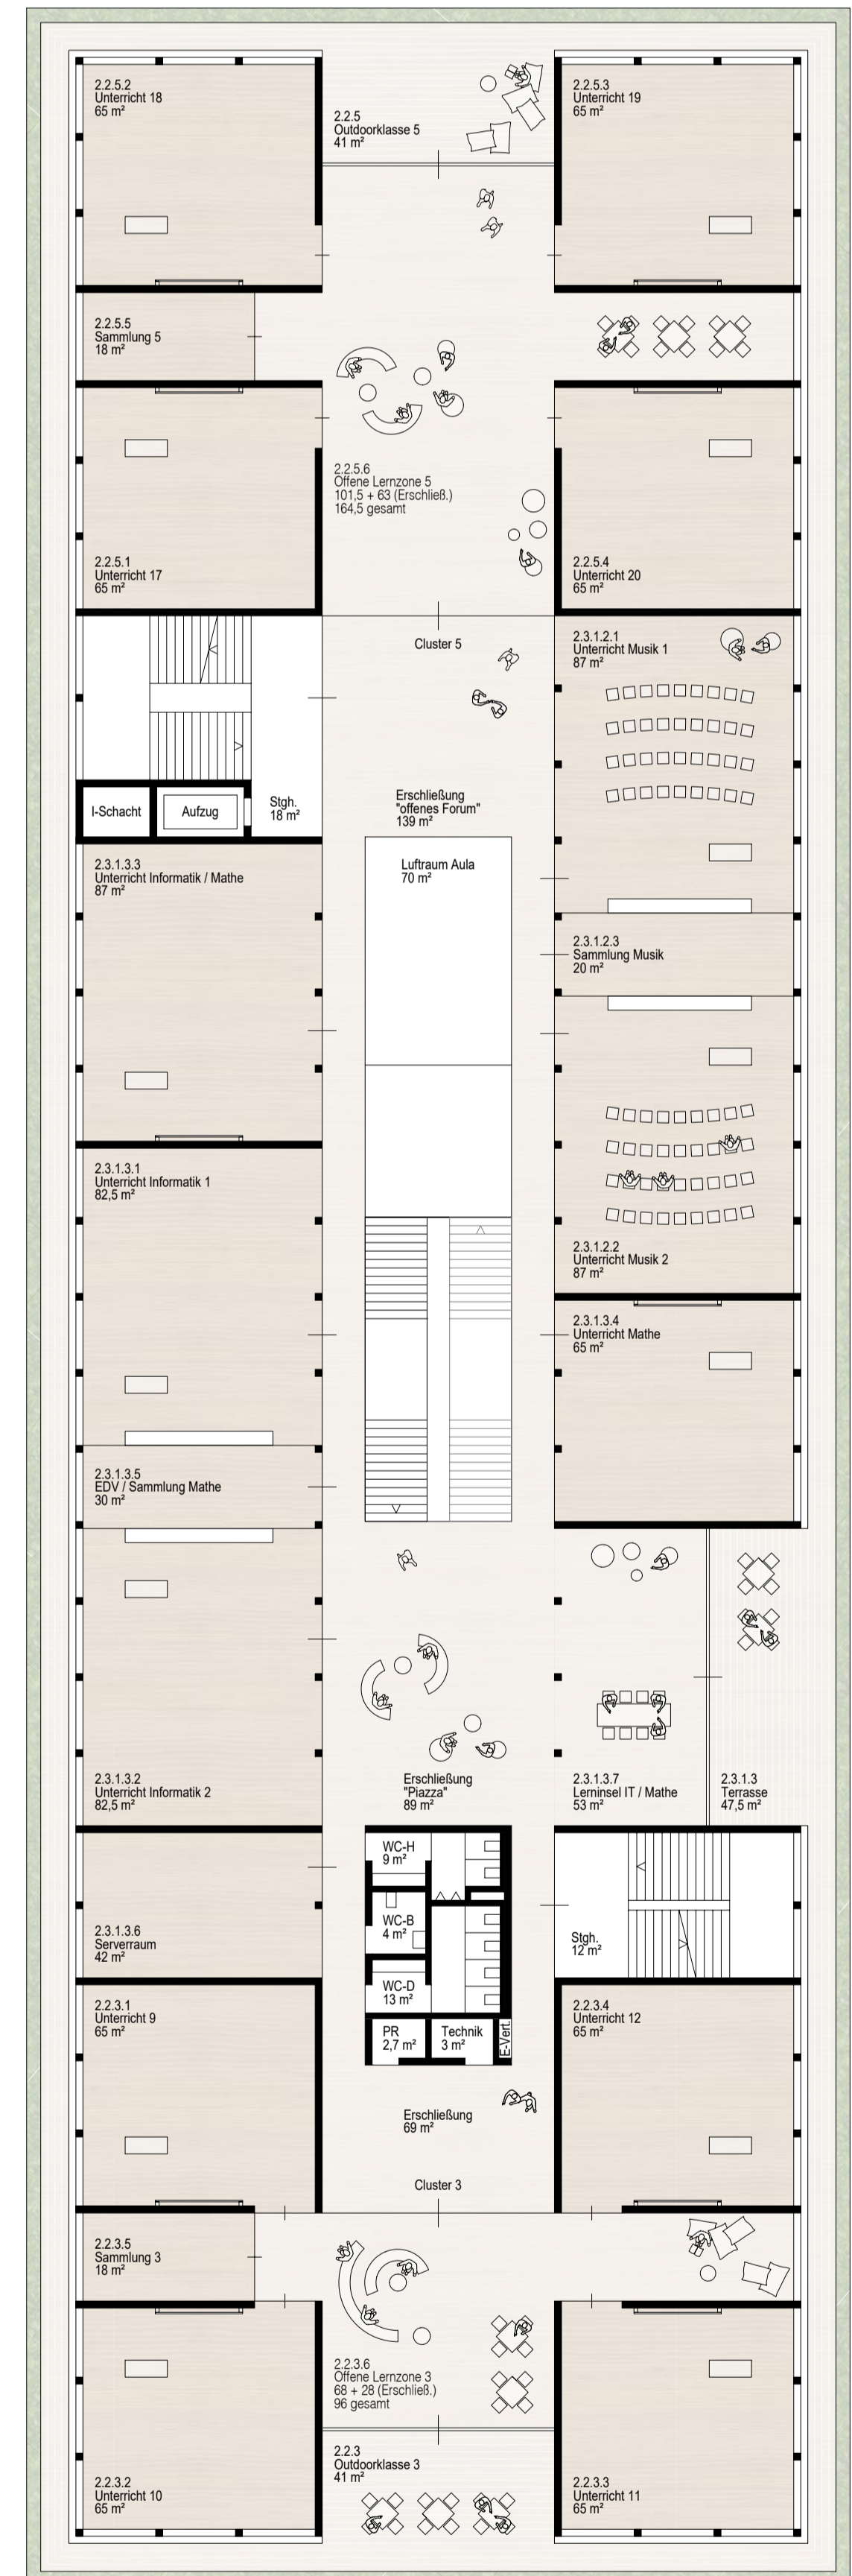 2.2.5.2
Unterricht 18
65 m²
2.2.5
Outdoorklasse 5
41 m²
2.2.5.3
Unterricht 19
65 m²
2.2.5.5
Sammlung 5
18 m²
2.2.5.6
Offene Lernzone 5
101,5 + 63 (Erschließ.)
164,5 gesamt
2.2.5.1
Unterricht 17
65 m²
2.2.5.4
Unterricht 20
65 m²
Cluster 5
2.3.1.2.1
Unterricht Musik 1
87 m²
I-Schacht
Aufzug
Stgh.
18 m²
Erschließung
"offenes Forum"
139 m²
Luftraum Aula
70 m²
2.3.1.3.3
Unterricht Informatik / Mathe
87 m²
2.3.1.2.3
Sammlung Musik
20 m²
2.3.1.3.1
Unterricht Informatik 1
82,5 m²
2.3.1.2.2
Unterricht Musik 2
87 m²
2.3.1.3.4
Unterricht Mathe
65 m²
2.3.1.3.5
EDV / Sammlung Mathe
30 m²
2.3.1.3.2
Unterricht Informatik 2
82,5 m²
Erschließung
"Piazza"
89 m²
2.3.1.3.7
Lerninsel IT / Mathe
53 m²
2.3.1.3
Terrasse
47,5 m²
WC-H
9 m²
WC-B
4 m²
WC-D
13 m²
PR
2,7 m²
Technik
3 m²
E-Vert.
2.3.1.3.6
Serverraum
42 m²
Stgh.
12 m²
2.2.3.1
Unterricht 9
65 m²
2.2.3.4
Unterricht 12
65 m²
Erschließung
69 m²
Cluster 3
2.2.3.5
Sammlung 3
18 m²
2.2.3.6
Offene Lernzone 3
68 + 28 (Erschließ.)
96 gesamt
2.2.3
Outdoorklasse 3
41 m²
2.2.3.2
Unterricht 10
65 m²
2.2.3.3
Unterricht 11
65 m²